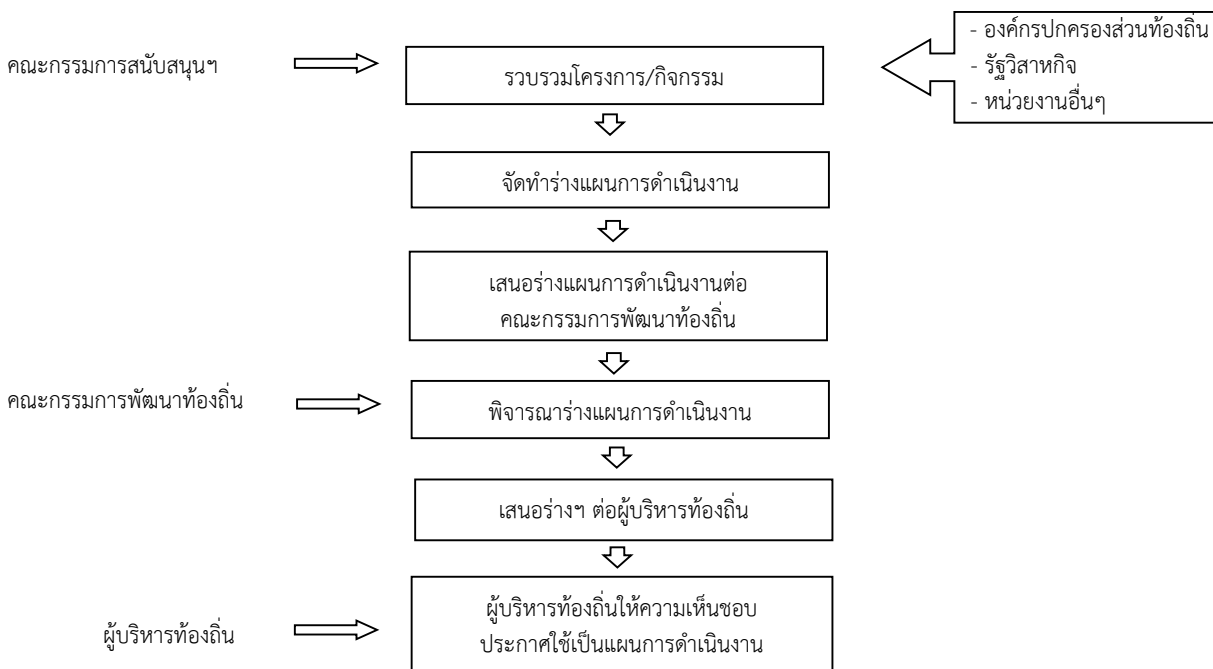 คณะกรรมการสนับสนุนฯ
รวบรวมโครงการ/กิจกรรม
- องค์กรปกครองส่วนท้องถิ่น
- รัฐวิสาหกิจ
- หน่วยงานอื่นๆ
จัดทำร่างแผนการดำเนินงาน
เสนอร่างแผนการดำเนินงานต่อ
คณะกรรมการพัฒนาท้องถิ่น
คณะกรรมการพัฒนาท้องถิ่น
พิจารณาร่างแผนการดำเนินงาน
เสนอร่างฯ ต่อผู้บริหารท้องถิ่น
ผู้บริหารท้องถิ่น
ผู้บริหารท้องถิ่นให้ความเห็นชอบ
ประกาศใช้เป็นแผนการดำเนินงาน